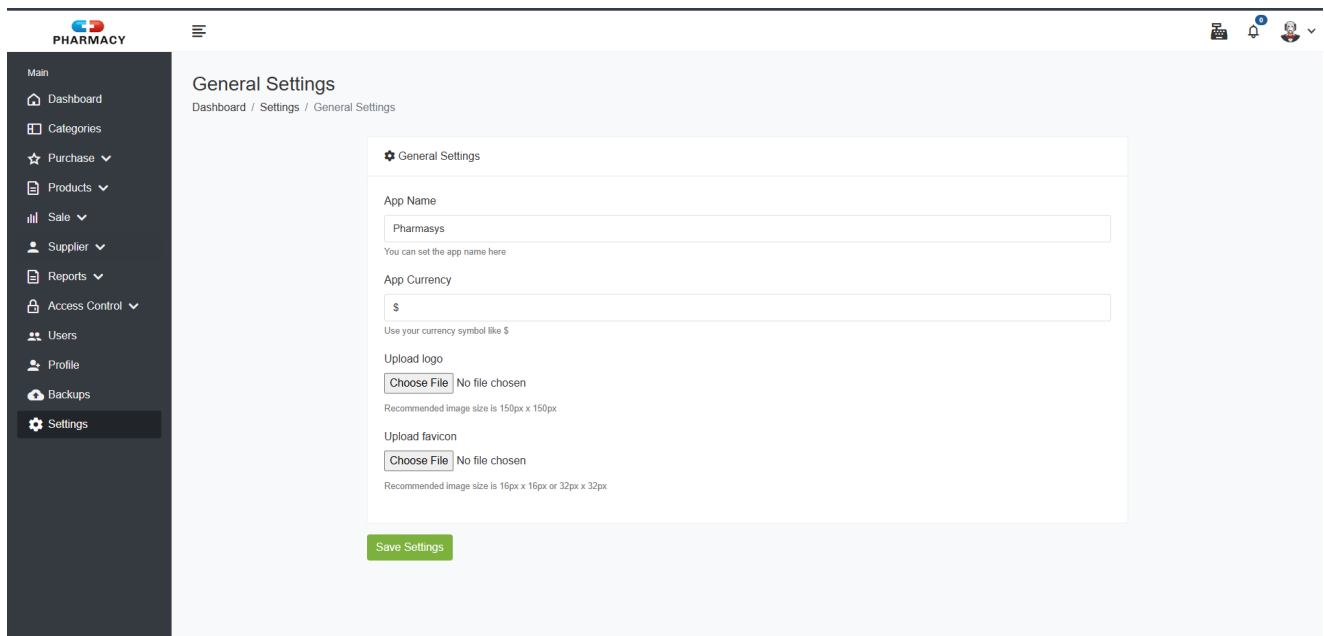 PHARMACY
0
Main
Dashboard
Categories
Purchase
Products
Sale
Supplier
Reports
Access Control
Users
Profile
Backups
Settings
General Settings
Dashboard / Settings / General Settings
General Settings
App Name
Pharmasys
You can set the app name here
App Currency
$
Use your currency symbol like $
Upload logo
Choose File No file chosen
Recommended image size is 150px x 150px
Upload favicon
Choose File No file chosen
Recommended image size is 16px x 16px or 32px x 32px
Save Settings